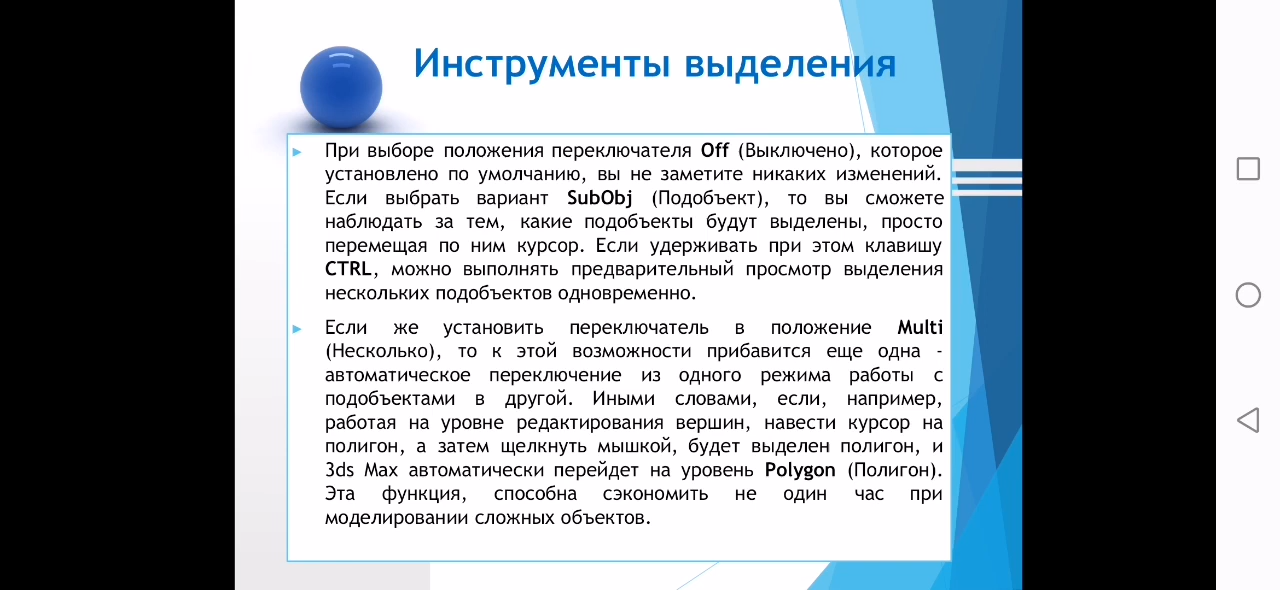 Инструменты выделения
При выборе положения переключателя Off (Выключено), которое
установлено по умолчанию, вы не заметите никаких изменений.
Если выбрать вариант SubObj (Подобъект), то вы сможете
наблюдать за тем, какие подобъекты будут выделены, просто
перемещая по ним курсор. Если удерживать при этом клавишу
CTRL, можно выполнять предварительный просмотр выделения
нескольких подобъектов одновременно.
Если же установить переключатель в положение Multi
(Несколько), то к этой возможности прибавится еще одна -
автоматическое переключение из одного режима работы с
подобъектами в другой. Иными словами, если, например,
работая на уровне редактирования вершин, навести курсор на
полигон, а затем щелкнуть мышкой, будет выделен полигон, и
3ds Max автоматически перейдет на уровень Polygon (Полигон).
Эта функция, способна сэкономить не один час при
моделировании сложных объектов.